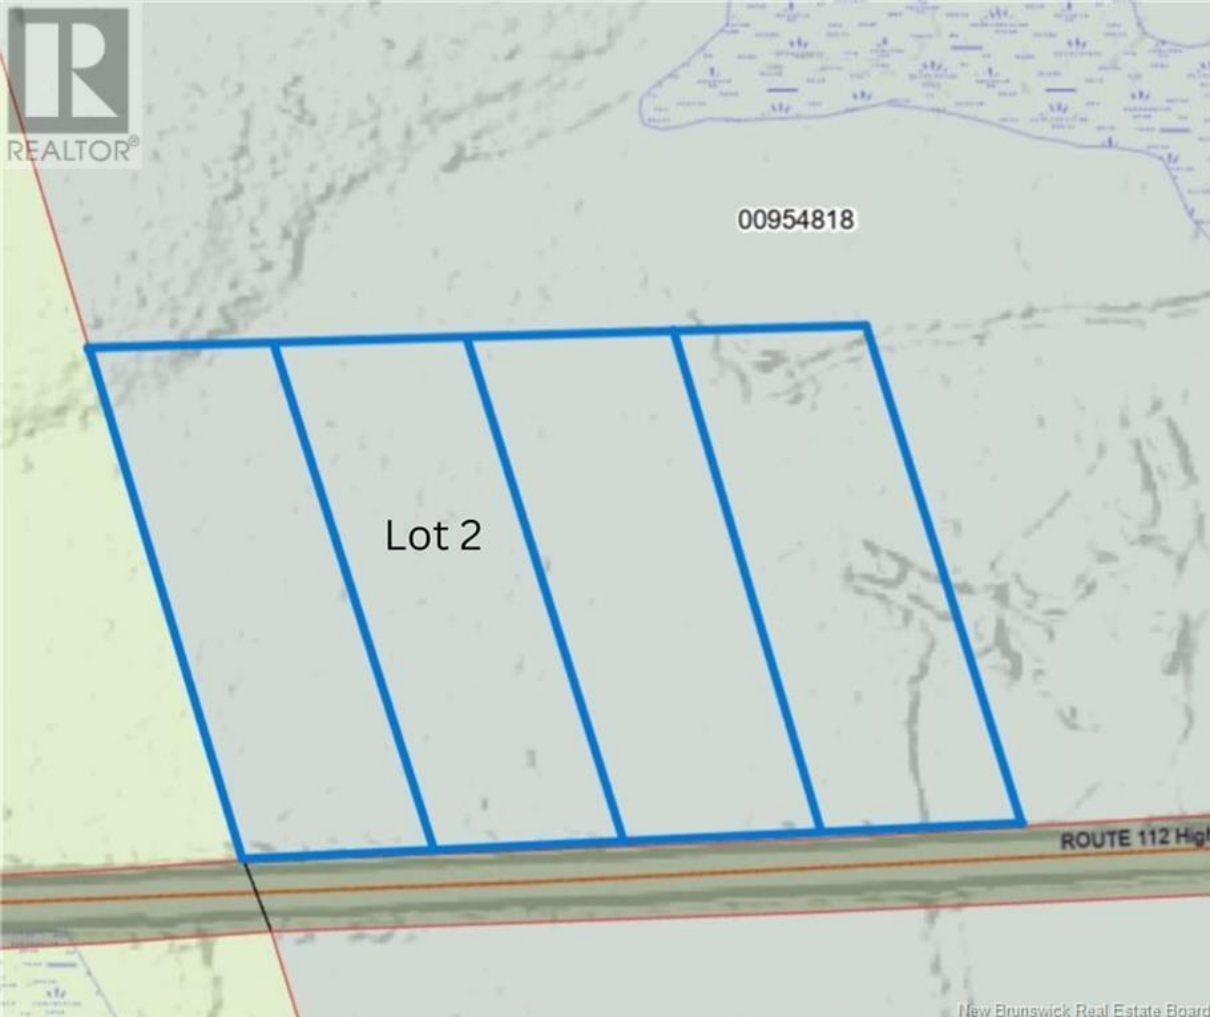 R
REALTOR®
00954818
Lot 2
ROUTE 112 High
New Brunswick Real Estate Board